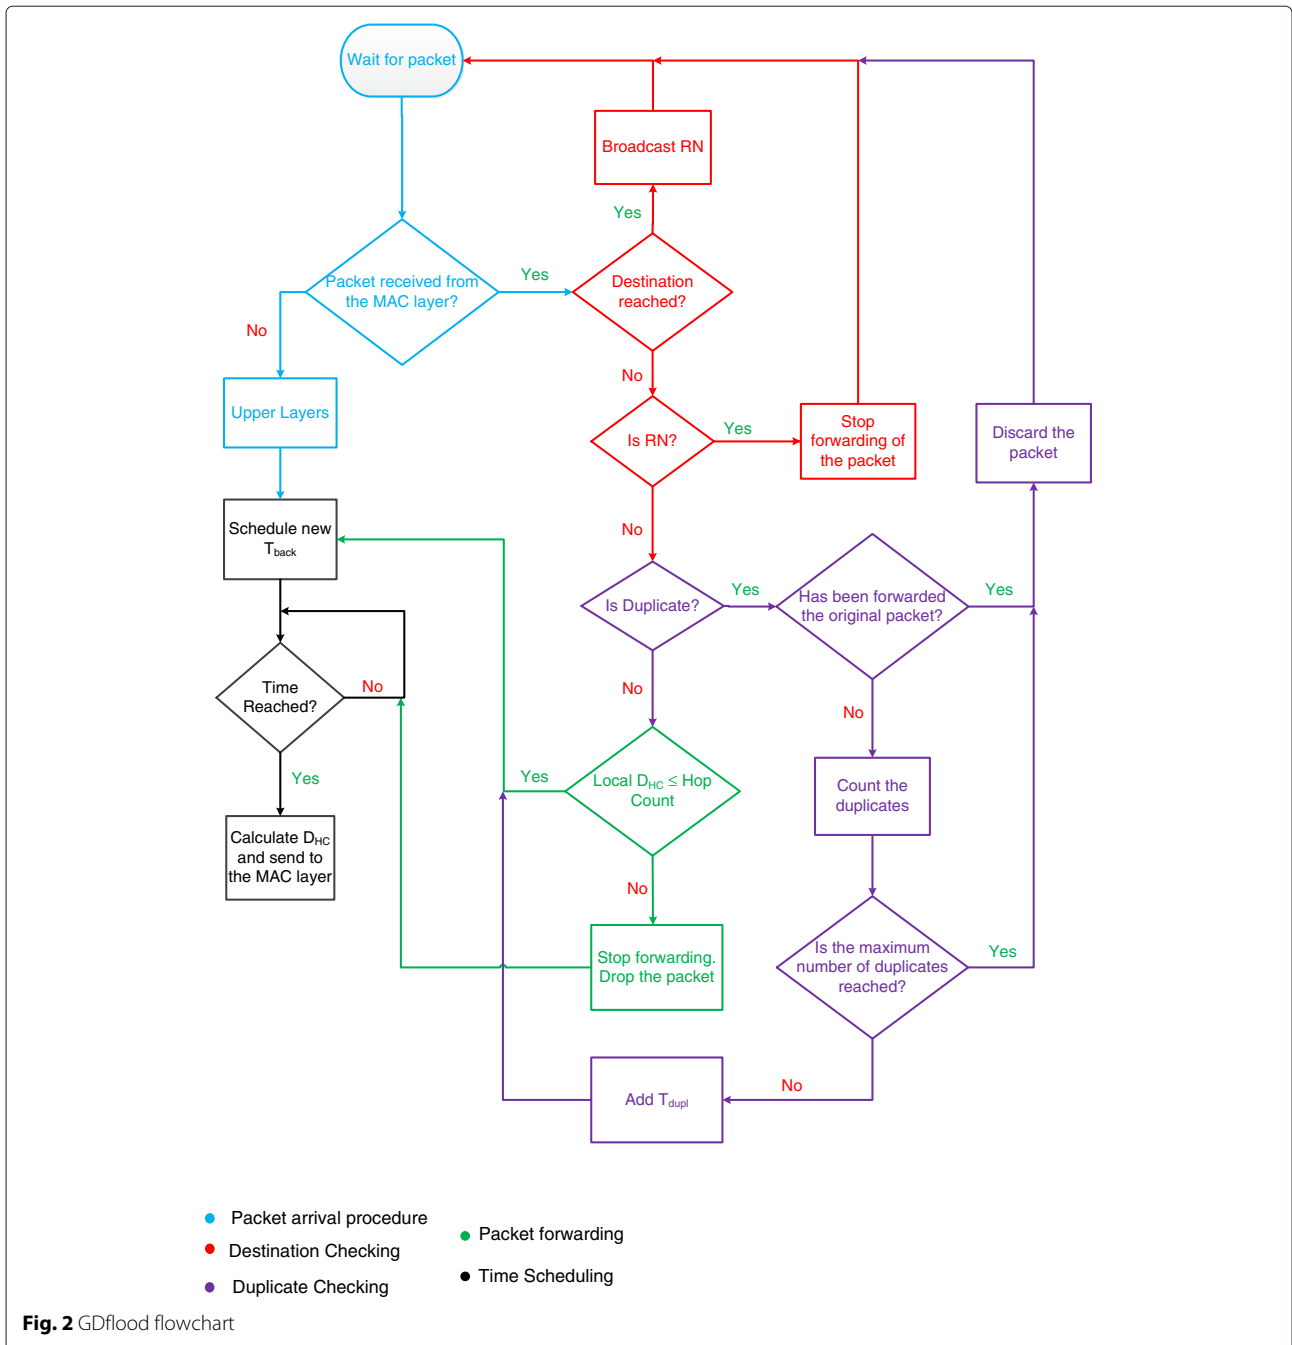 Wait for packet
Broadcast RN
Yes
Packet received from
the MAC layer?
Yes
Destination
reached?
No
No
Upper Layers
Is RN?
Yes
Stop
forwarding of
the packet
Discard the
packet
Schedule new
Tback
No
Is Duplicate?
Yes
Has been forwarded
the original packet?
Yes
Time
Reached?
No
No
No
Yes
Local DHC ≤ Hop
Count
Yes
Count the
duplicates
Calculate DHC
and send to
the MAC layer
No
Stop forwarding.
Drop the packet
Is the maximum
number of duplicates
reached?
Yes
Add Tdupl
No
Packet arrival procedure
Destination Checking
Duplicate Checking
Packet forwarding
Time Scheduling
Fig. 2 GDflood flowchart